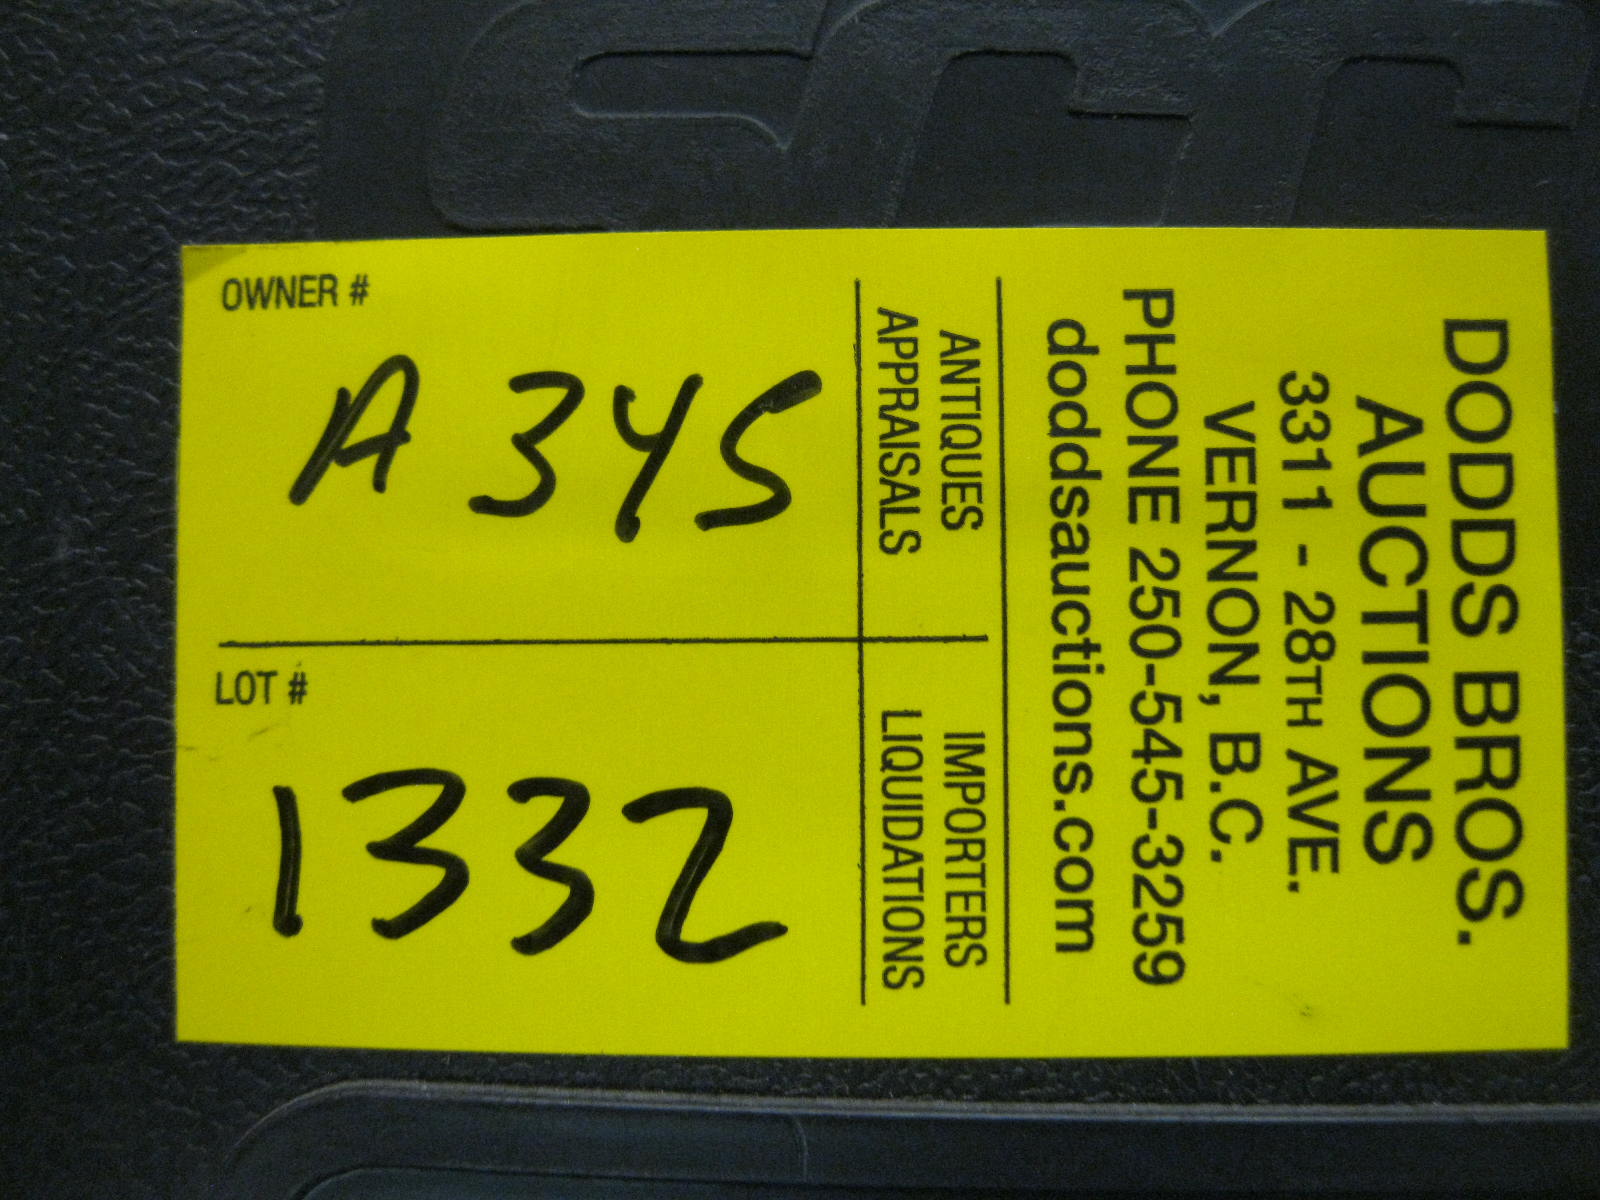 DODDS BROS.
AUCTIONS
3311 - 28TH AVE.
VERNON, B.C.
PHONE 250-545-3259
doddsauctions.com
ANTIQUES
APPRAISALS
IMPORTERS
LIQUIDATIONS
OWNER #
A 345
LOT #
1332